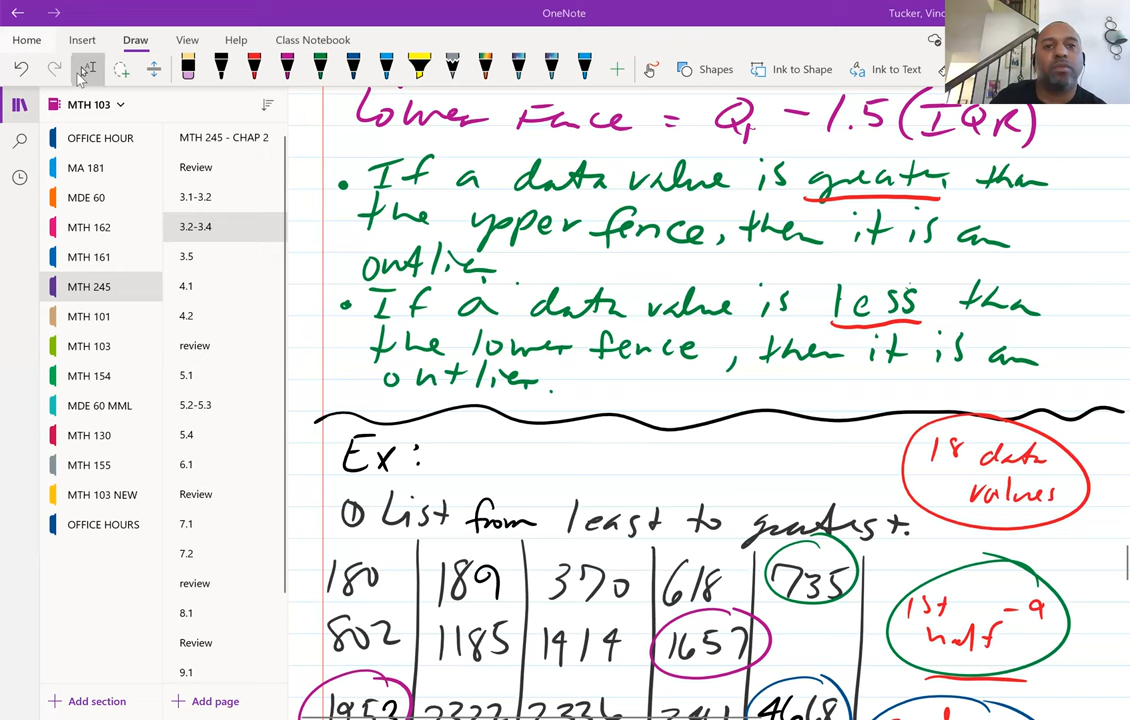 OneNote
Tucker, Vinc
Home Insert Draw View Help Class Notebook
Shapes Ink to Shape Ink to Text
MTH 103
OFFICE HOUR
MA 181
MDE 60
MTH 162
MTH 161
MTH 245
MTH 101
MTH 103
MTH 154
MDE 60 MML
MTH 130
MTH 155
MTH 103 NEW
OFFICE HOURS
Add section
MTH 245 - CHAP 2
Review
3.1-3.2
3.2-3.4
3.5
4.1
4.2
review
5.1
5.2-5.3
5.4
6.1
Review
7.1
7.2
review
8.1
Review
9.1
Add page
Lower Fence = Q1 - 1.5(IQR)
• If a data value is greater than
the upper fence, then it is an
outlier
• If a data value is less than
the lower fence, then it is an
outlier.
Ex:
18 data
values
① List from least to greatest.
180 189 370 618 735
802 1185 1414 1657
1953 4668
1st - 9
half